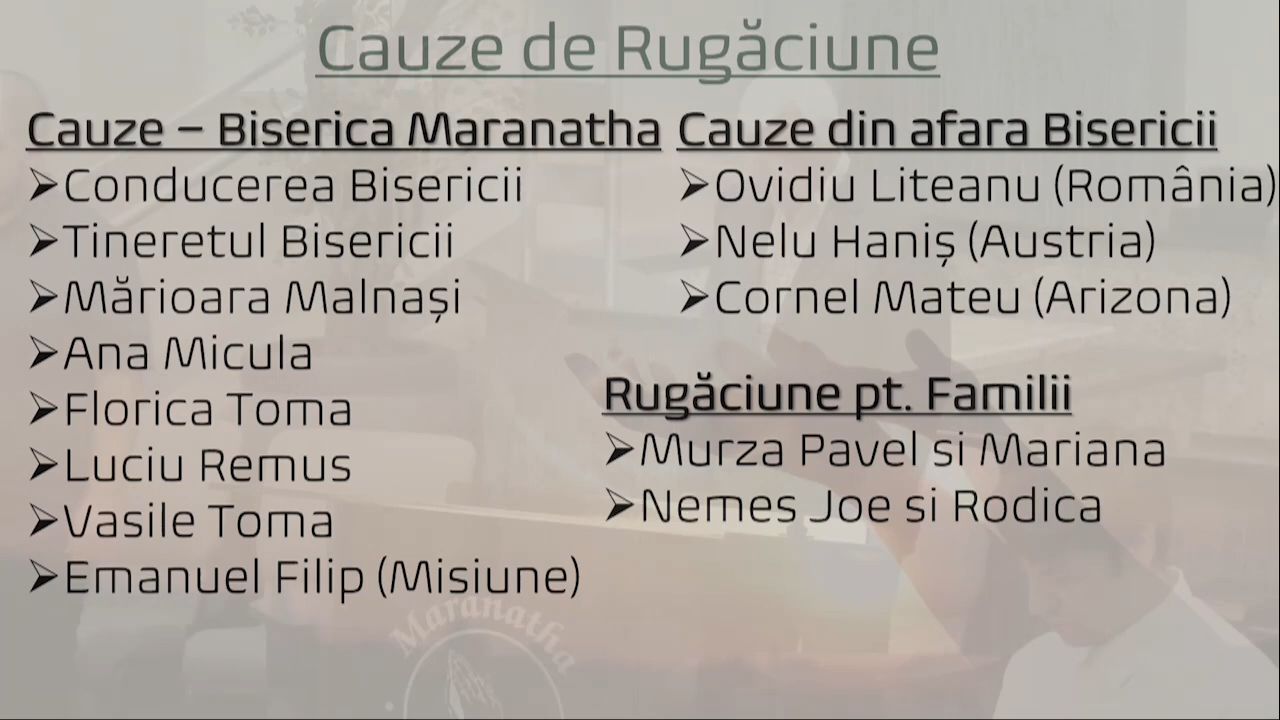 Cauze de Rugăciune
Cauze – Biserica Maranatha
➢Conducerea Bisericii
➢Tineretul Bisericii
➢Mărioara Malnași
➢Ana Micula
➢Florica Toma
➢Luciu Remus
➢Vasile Toma
➢Emanuel Filip (Misiune)
Cauze din afara Bisericii
➢Ovidiu Liteanu (România)
➢Nelu Haniș (Austria)
➢Cornel Mateu (Arizona)
Rugăciune pt. Familii
➢Murza Pavel si Mariana
➢Nemes Joe si Rodica
Maranatha